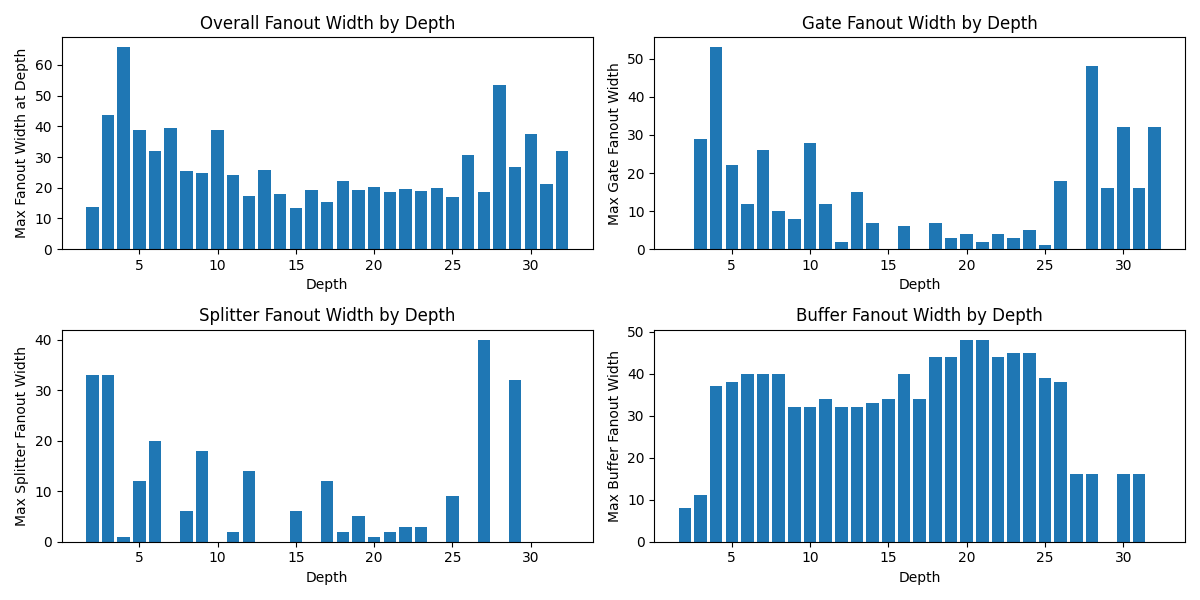 Overall Fanout Width by Depth
Max Fanout Width at Depth
60
50
40
30
20
10
0
5 10 15 20 25 30
Depth
Gate Fanout Width by Depth
Max Gate Fanout Width
50
40
30
20
10
0
5 10 15 20 25 30
Depth
Splitter Fanout Width by Depth
Max Splitter Fanout Width
40
30
20
10
0
5 10 15 20 25 30
Depth
Buffer Fanout Width by Depth
Max Buffer Fanout Width
50
40
30
20
10
0
5 10 15 20 25 30
Depth